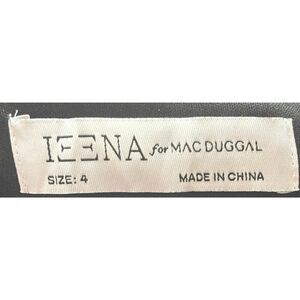 IEENA for MAC DUGGAL
SIZE: 4 MADE IN CHINA